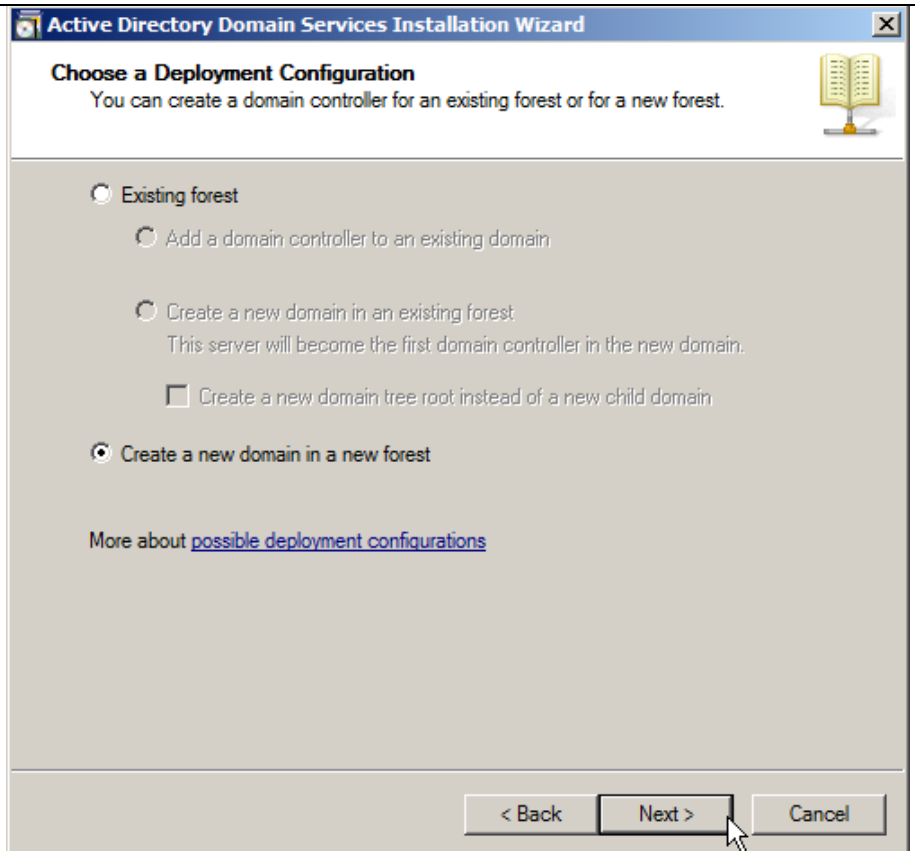 Active Directory Domain Services Installation Wizard
Choose a Deployment Configuration
You can create a domain controller for an existing forest or for a new forest.
Existing forest
Add a domain controller to an existing domain
Create a new domain in an existing forest
This server will become the first domain controller in the new domain.
Create a new domain tree root instead of a new child domain
Create a new domain in a new forest
More about possible deployment configurations
< Back
Next >
Cancel